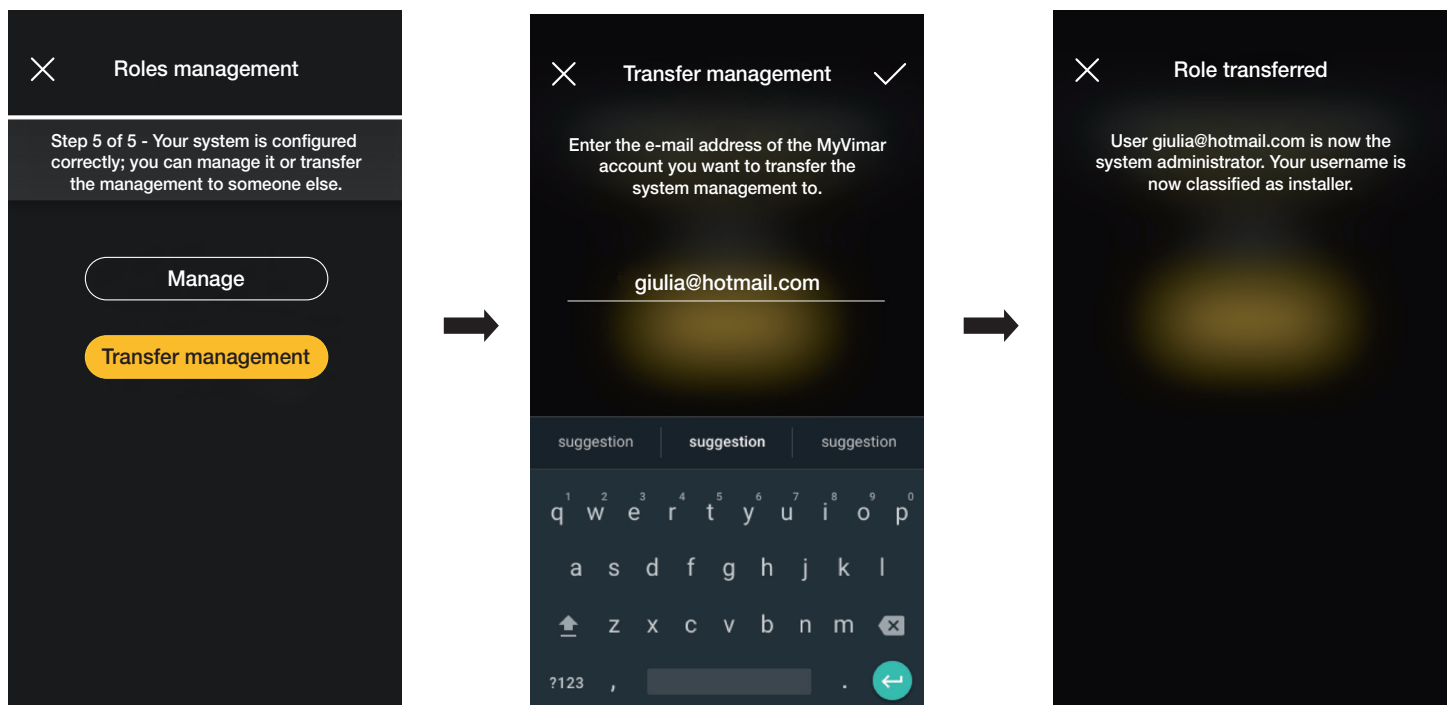 Roles management
Step 5 of 5 - Your system is configured
correctly; you can manage it or transfer
the management to someone else.
Manage
Transfer management
Transfer management
Enter the e-mail address of the MyVimar
account you want to transfer the
system management to.
giulia@hotmail.com
suggestion suggestion suggestion
1 2 3 4 5 6 7 8 9 0
q w e r t y u i o p
a s d f g h j k l
z x c v b n m
?123 , .
Role transferred
User giulia@hotmail.com is now the
system administrator. Your username is
now classified as installer.